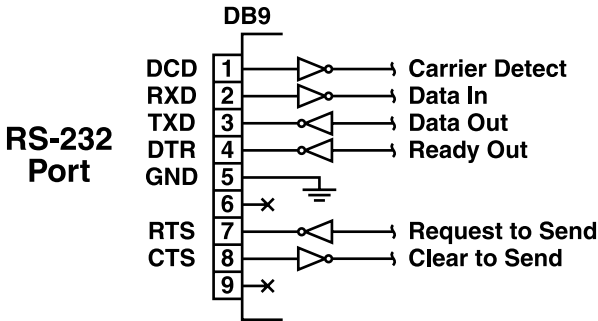 DB9
DCD 1 Carrier Detect
RXD 2 Data In
TXD 3 Data Out
DTR 4 Ready Out
GND 5
6
RTS 7 Request to Send
CTS 8 Clear to Send
9
RS-232
Port